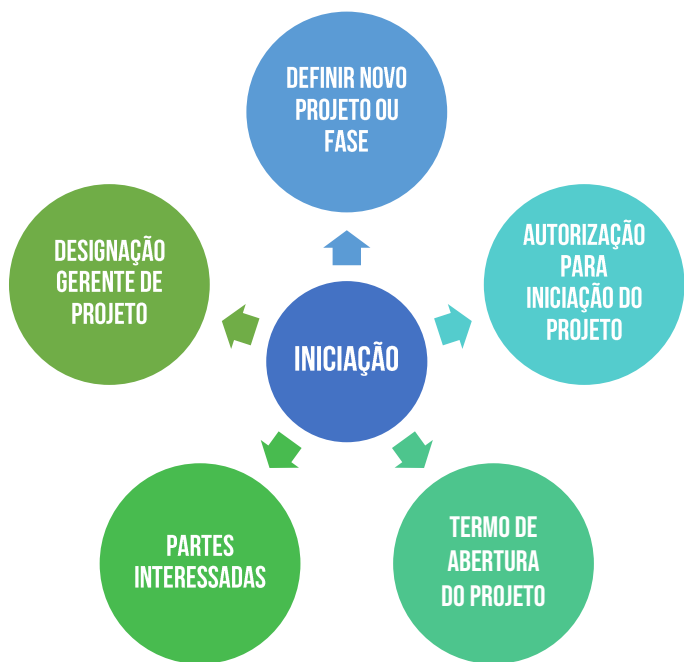 DEFINIR NOVO
PROJETO OU
FASE
AUTORIZAÇÃO
PARA
INICIAÇÃO DO
PROJETO
TERMO DE
ABERTURA
DO PROJETO
PARTES
INTERESSADAS
DESIGNAÇÃO
GERENTE DE
PROJETO
INICIAÇÃO